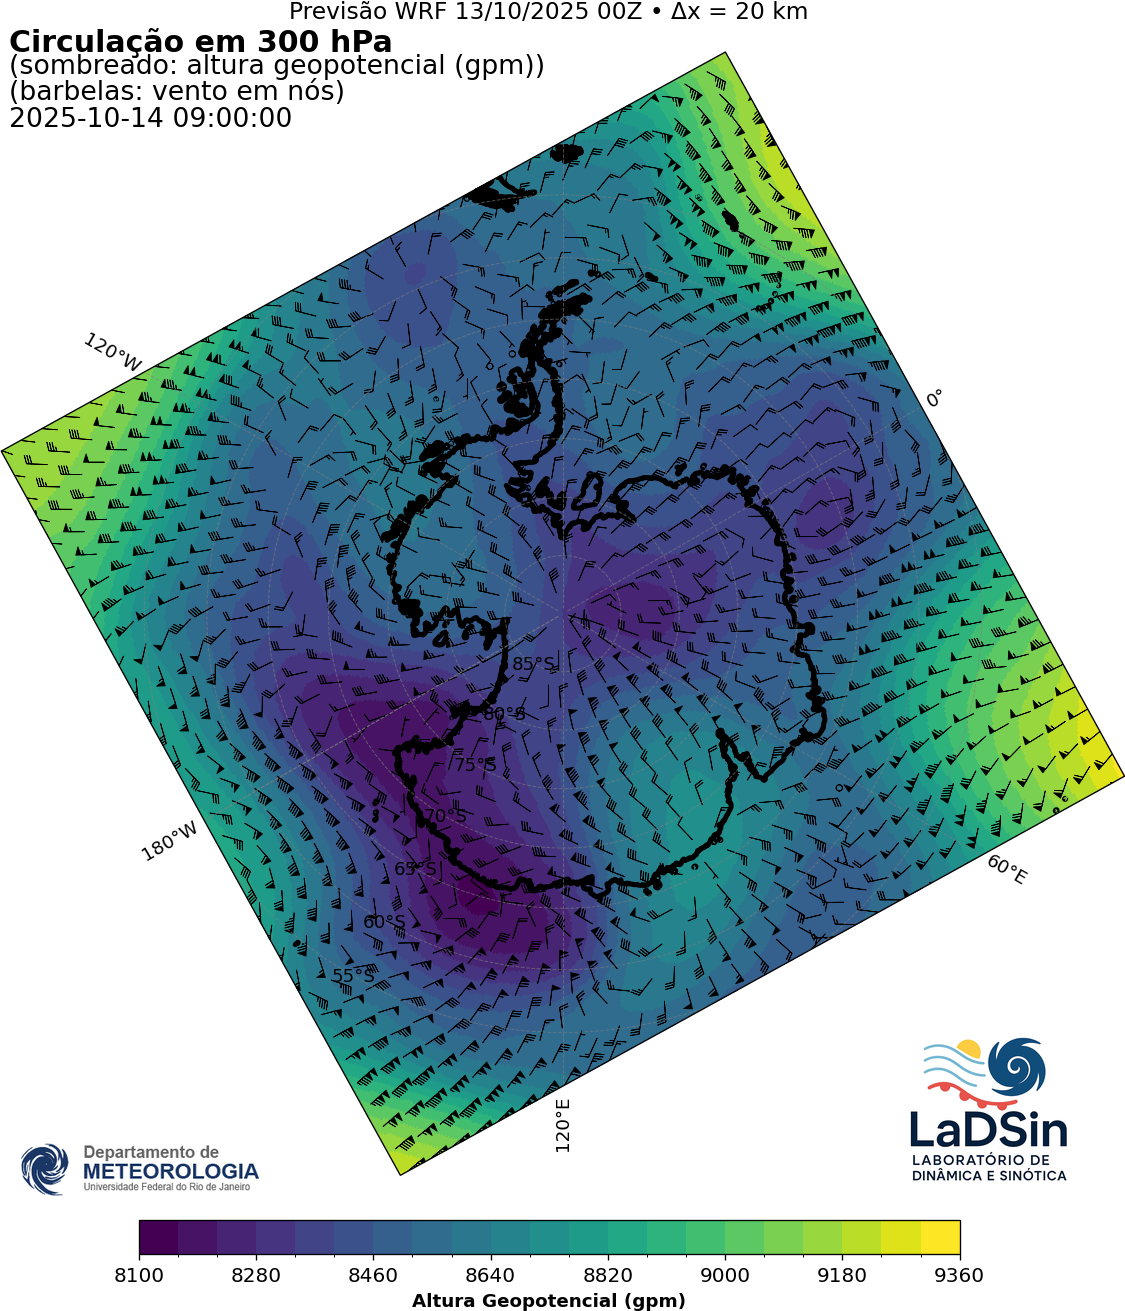 Previsão WRF 13/10/2025 00Z • Δx = 20 km
Circulação em 300 hPa
(sombreado: altura geopotencial (gpm))
(barbelas: vento em nós)
2025-10-14 09:00:00
120°W
0°
85°S
80°S
75°S
70°S
65°S
60°S
55°S
180°W
60°E
120°E
LaDSin
LABORATÓRIO DE
DINÂMICA E SINÓTICA
Departamento de
METEOROLOGIA
Universidade Federal do Rio de Janeiro
8100 8280 8460 8640 8820 9000 9180 9360
Altura Geopotencial (gpm)